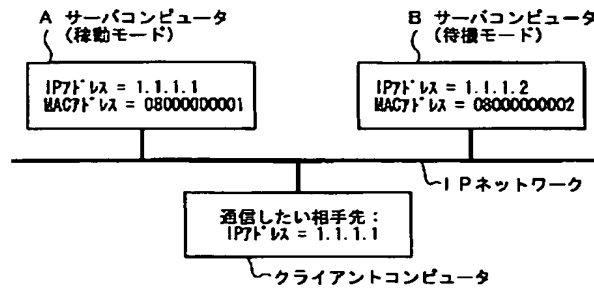 A サーバコンピュータ
(稼動モード)
B サーバコンピュータ
(待機モード)
IPｱﾄﾞﾚｽ = 1.1.1.1
MACｱﾄﾞﾚｽ = 08000000001
IPｱﾄﾞﾚｽ = 1.1.1.2
MACｱﾄﾞﾚｽ = 08000000002
IPネットワーク
通信したい相手先：
IPｱﾄﾞﾚｽ = 1.1.1.1
クライアントコンピュータ